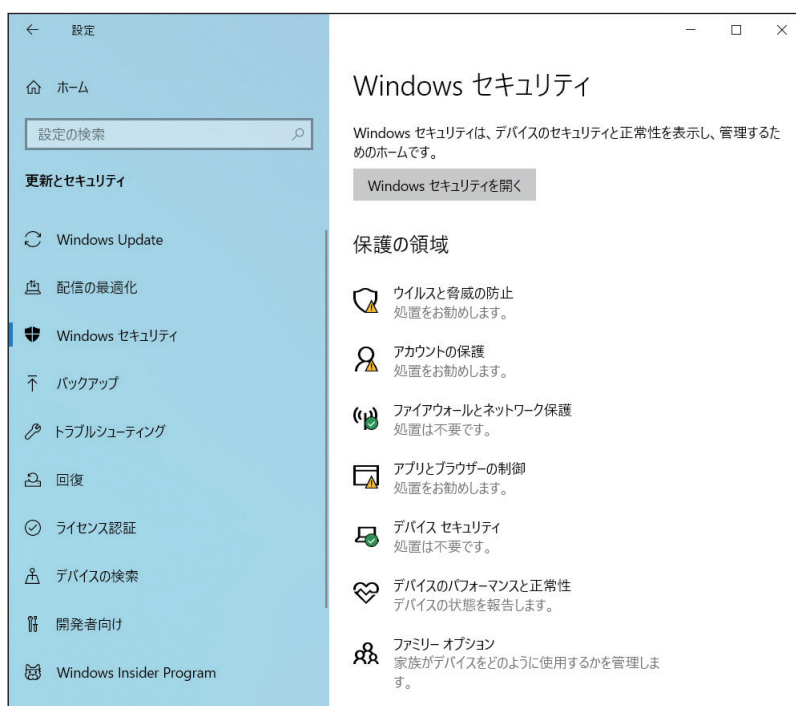 設定
ホーム
設定の検索
更新とセキュリティ
Windows Update
配信の最適化
Windows セキュリティ
バックアップ
トラブルシューティング
回復
ライセンス認証
デバイスの検索
開発者向け
Windows Insider Program
Windows セキュリティ
Windows セキュリティは、デバイスのセキュリティと正常性を表示し、管理するた
めのホームです。
Windows セキュリティを開く
保護の領域
ウイルスと脅威の防止
処置をお勧めします。
アカウントの保護
処置をお勧めします。
ファイアウォールとネットワーク保護
処置は不要です。
アプリとブラウザーの制御
処置をお勧めします。
デバイス セキュリティ
処置は不要です。
デバイスのパフォーマンスと正常性
デバイスの状態を報告します。
ファミリー オプション
家族がデバイスをどのように使用するかを管理しま
す。